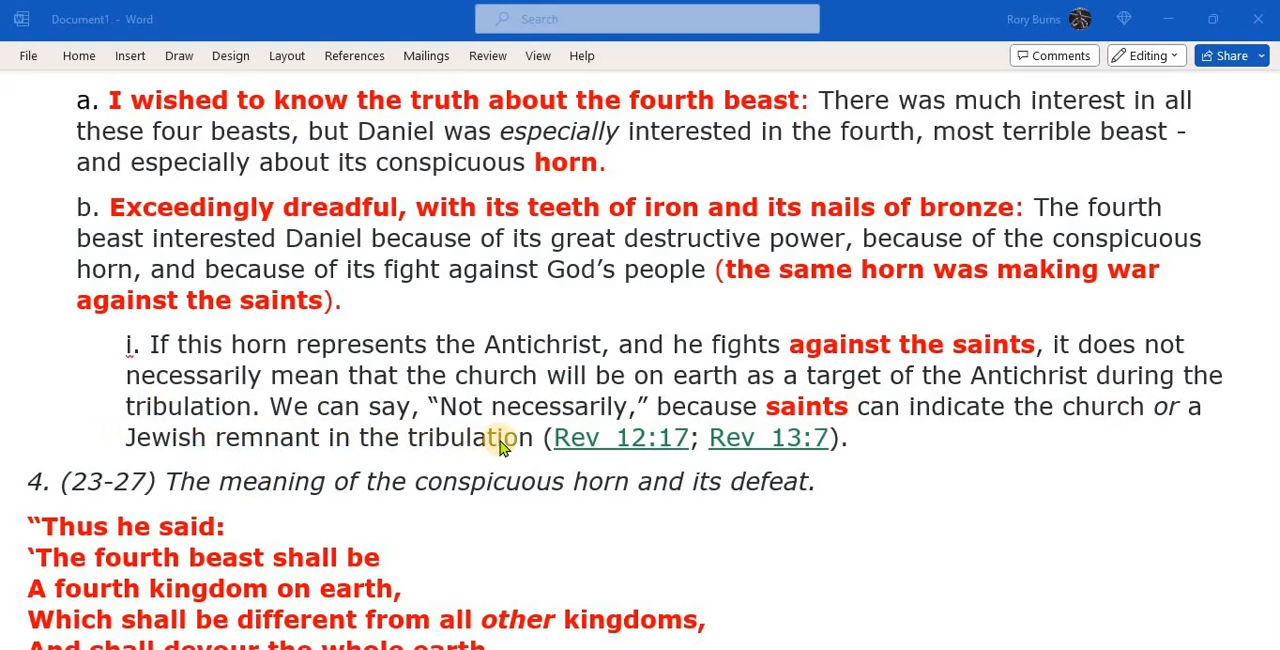 Document1 - Word
Search
Rory Burns
File Home Insert Draw Design Layout References Mailings Review View Help Comments Editing Share
a. I wished to know the truth about the fourth beast: There was much interest in all
these four beasts, but Daniel was especially interested in the fourth, most terrible beast -
and especially about its conspicuous horn.
b. Exceedingly dreadful, with its teeth of iron and its nails of bronze: The fourth
beast interested Daniel because of its great destructive power, because of the conspicuous
horn, and because of its fight against God’s people (the same horn was making war
against the saints).
i. If this horn represents the Antichrist, and he fights against the saints, it does not
necessarily mean that the church will be on earth as a target of the Antichrist during the
tribulation. We can say, “Not necessarily,” because saints can indicate the church or a
Jewish remnant in the tribulation (Rev 12:17; Rev 13:7).
4. (23-27) The meaning of the conspicuous horn and its defeat.
“Thus he said:
‘The fourth beast shall be
A fourth kingdom on earth,
Which shall be different from all other kingdoms,
And shall devour the whole earth